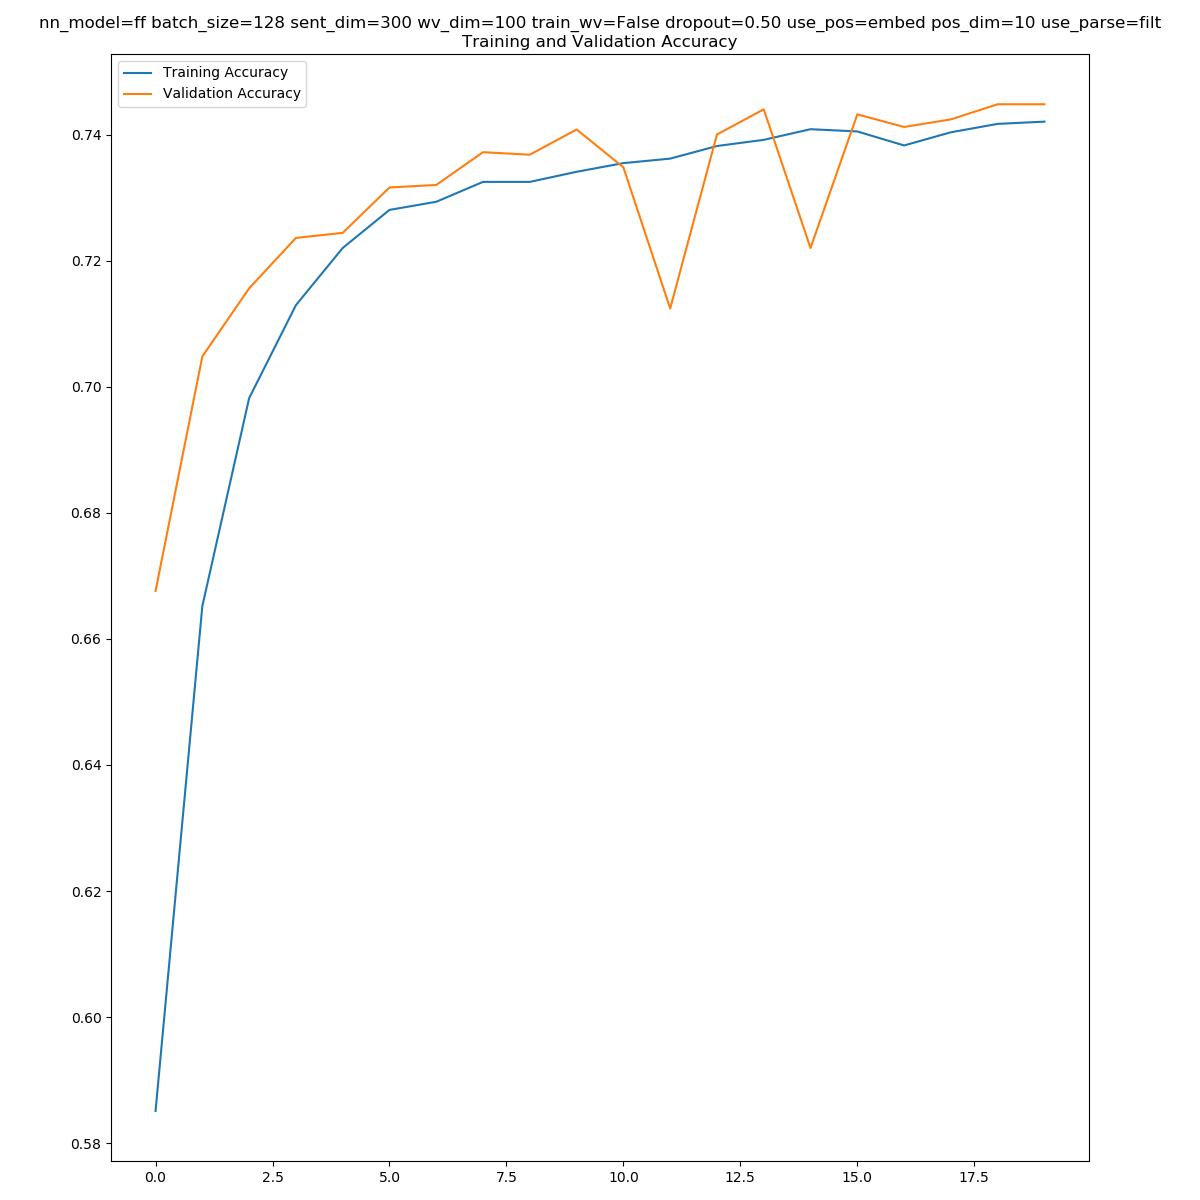 nn_model=ff batch_size=128 sent_dim=300 wv_dim=100 train_wv=False dropout=0.50 use_pos=embed pos_dim=10 use_parse=filt
Training and Validation Accuracy
Training Accuracy
Validation Accuracy
0.74
0.72
0.70
0.68
0.66
0.64
0.62
0.60
0.58
0.0 2.5 5.0 7.5 10.0 12.5 15.0 17.5